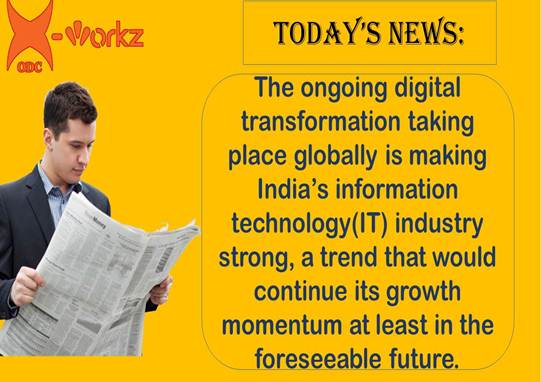 X-Workz
ODC
TODAY'S NEWS:
The ongoing digital
transformation taking
place globally is making
India's information
technology(IT) industry
strong, a trend that would
continue its growth
momentum at least in the
foreseeable future.